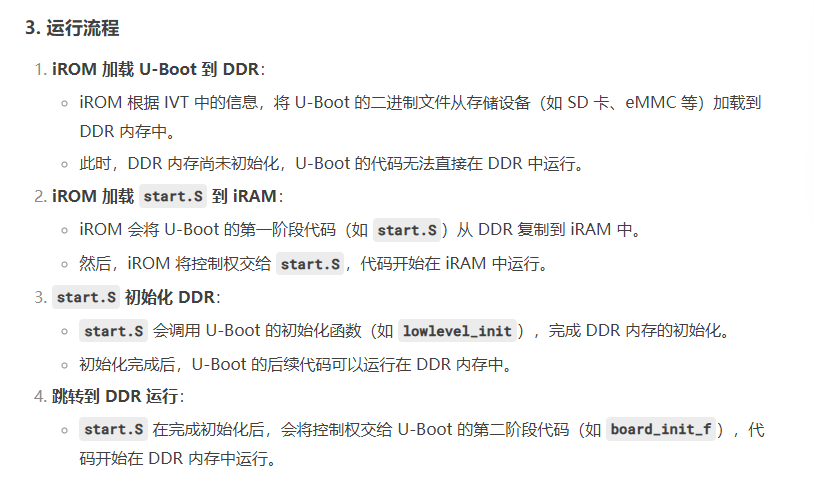 3. 运行流程
1. iROM 加载 U-Boot 到 DDR：
○ iROM 根据 IVT 中的信息，将 U-Boot 的二进制文件从存储设备（如 SD 卡、eMMC 等）加载到
DDR 内存中。
○ 此时，DDR 内存尚未初始化，U-Boot 的代码无法直接在 DDR 中运行。
2. iROM 加载 start.S 到 iRAM：
○ iROM 会将 U-Boot 的第一阶段代码（如 start.S）从 DDR 复制到 iRAM 中。
○ 然后，iROM 将控制权交给 start.S，代码开始在 iRAM 中运行。
3. start.S 初始化 DDR：
○ start.S 会调用 U-Boot 的初始化函数（如 lowlevel_init），完成 DDR 内存的初始化。
○ 初始化完成后，U-Boot 的后续代码可以运行在 DDR 内存中。
4. 跳转到 DDR 运行：
○ start.S 在完成初始化后，会将控制权交给 U-Boot 的第二阶段代码（如 board_init_f），代
码开始在 DDR 内存中运行。